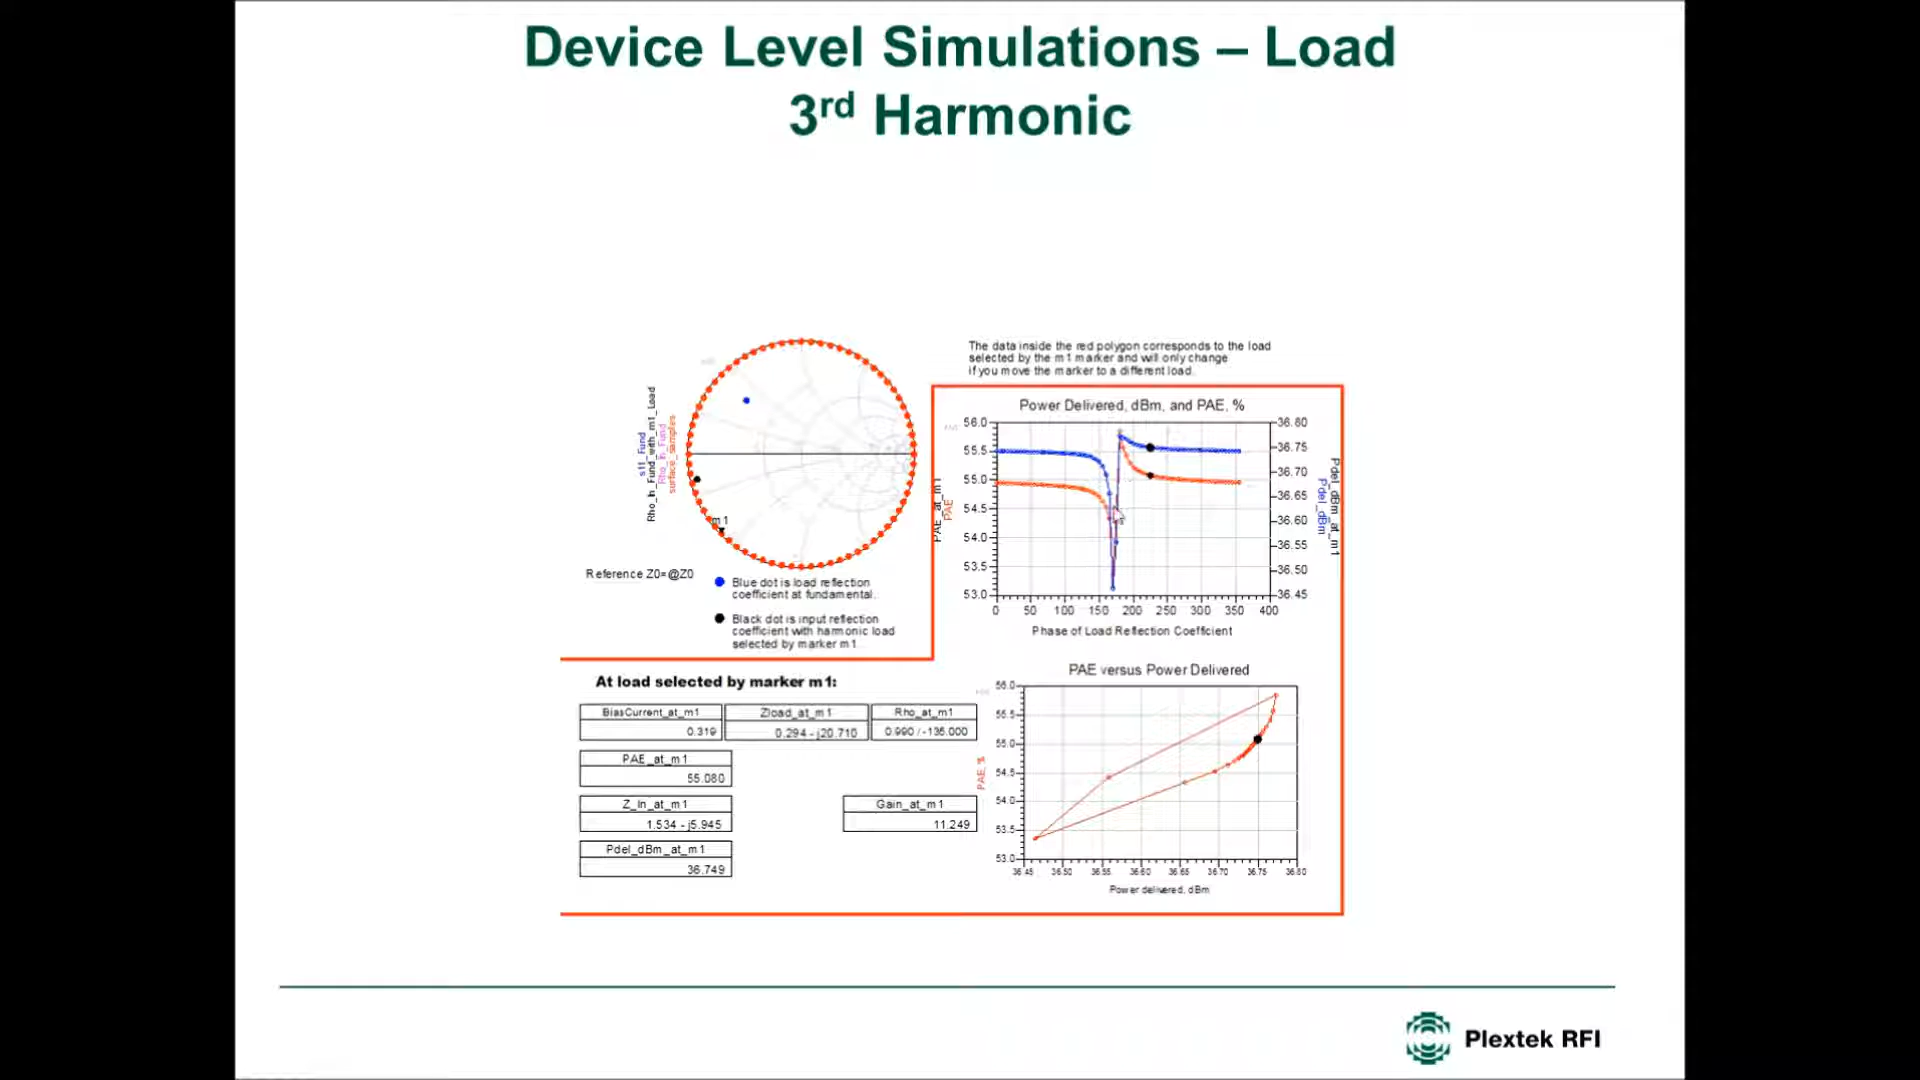 Device Level Simulations – Load
3rd Harmonic
The data inside the red polygon corresponds to the load
selected by the m1 marker and will only change
if you move the marker to a different load.
s11_Fund
Rho_In_Fund_with_m1_Load
Rho_In_Fund
surface_samples
m1
Reference Z0=@Z0
Blue dot is load reflection
coefficient at fundamental.
Black dot is input reflection
coefficient with harmonic load
selected by marker m1.
Power Delivered, dBm, and PAE, %
PAE_at_m1
PAE
56.0
55.5
55.0
54.5
54.0
53.5
53.0
36.80
36.75
36.70
36.65
36.60
36.55
36.50
36.45
Pdel_dBm_at_m1
Pdel_dBm
0 50 100 150 200 250 300 350 400
Phase of Load Reflection Coefficient
At load selected by marker m1:
BiasCurrent_at_m1
0.319
Zload_at_m1
0.294 - j20.710
Rho_at_m1
0.990 / -135.000
PAE_at_m1
55.080
Z_In_at_m1
1.534 - j5.945
Gain_at_m1
11.249
Pdel_dBm_at_m1
36.749
PAE versus Power Delivered
PAE, %
56.0
55.5
55.0
54.5
54.0
53.5
53.0
36.45 36.50 36.55 36.60 36.65 36.70 36.75 36.80
Power delivered, dBm
Plextek RFI